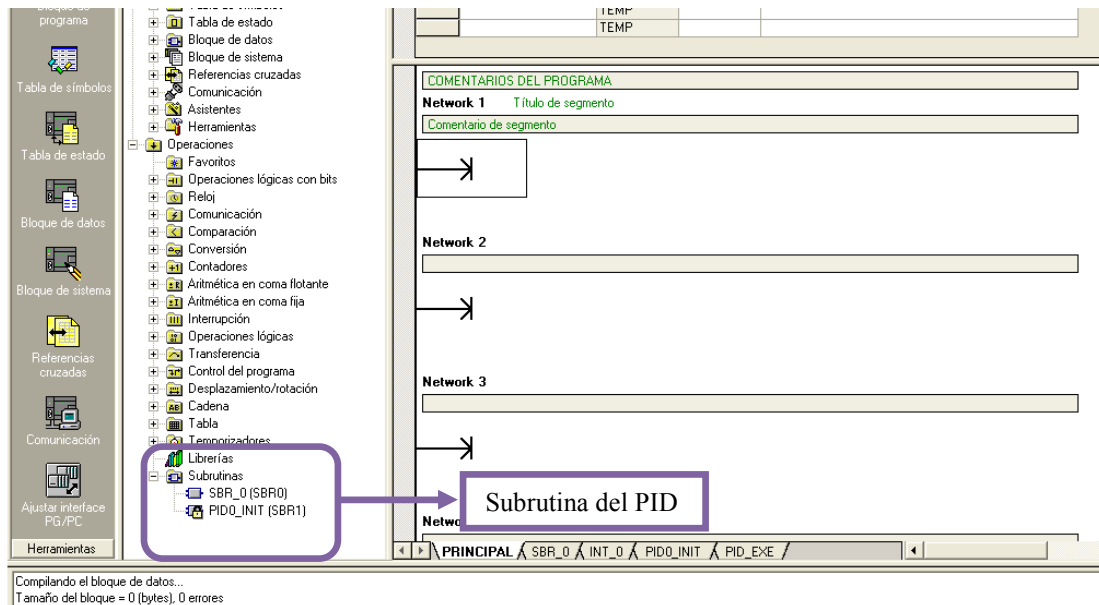 programa
Tabla de símbolos
Tabla de estado
Bloque de datos
Bloque de sistema
Referencias
cruzadas
Comunicación
Ajustar interface
PG/PC
Herramientas
Tabla de estado
Bloque de datos
Bloque de sistema
Referencias cruzadas
Comunicación
Asistentes
Herramientas
Operaciones
Favoritos
Operaciones lógicas con bits
Reloj
Comunicación
Comparación
Conversión
Contadores
Aritmética en coma flotante
Aritmética en coma fija
Interrupción
Operaciones lógicas
Transferencia
Control del programa
Desplazamiento/rotación
Cadena
Tabla
Temporizadores
Librerías
Subrutinas
SBR_0 (SBR0)
PID0_INIT (SBR1)
TEMP
TEMP
COMENTARIOS DEL PROGRAMA
Network 1 Título de segmento
Comentario de segmento
Network 2
Network 3
Subrutina del PID
PRINCIPAL SBR_0 INT_0 PID0_INIT PID_EXE
Compilando el bloque de datos...
Tamaño del bloque = 0 (bytes), 0 errores